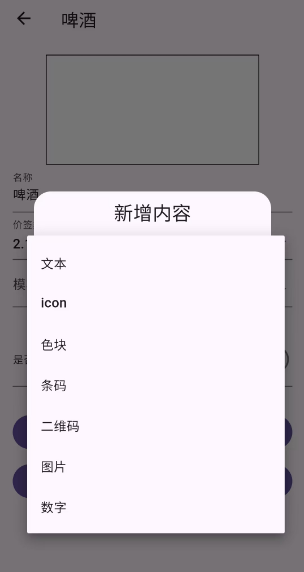 啤酒
名称
啤酒
新增内容
价签
2.
模
文本
icon
色块
是否
条码
二维码
图片
数字